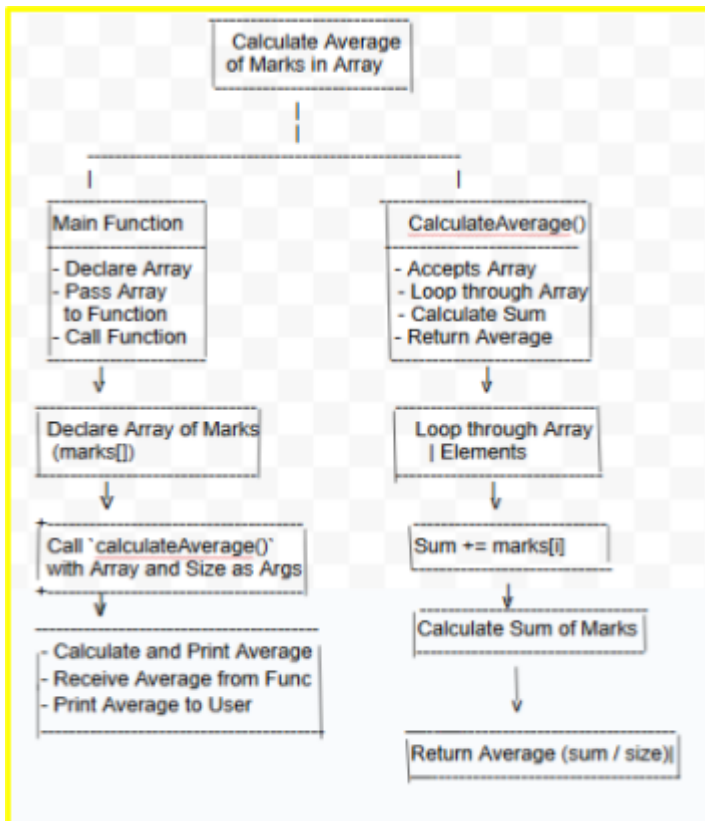 Calculate Average
of Marks in Array
Main Function
- Declare Array
- Pass Array
to Function
- Call Function
Declare Array of Marks
(marks[])
Call `calculateAverage()`
with Array and Size as Args
- Calculate and Print Average
- Receive Average from Func
- Print Average to User
CalculateAverage()
- Accepts Array
- Loop through Array
- Calculate Sum
- Return Average
Loop through Array
| Elements
Sum += marks[i]
Calculate Sum of Marks
Return Average (sum / size)|